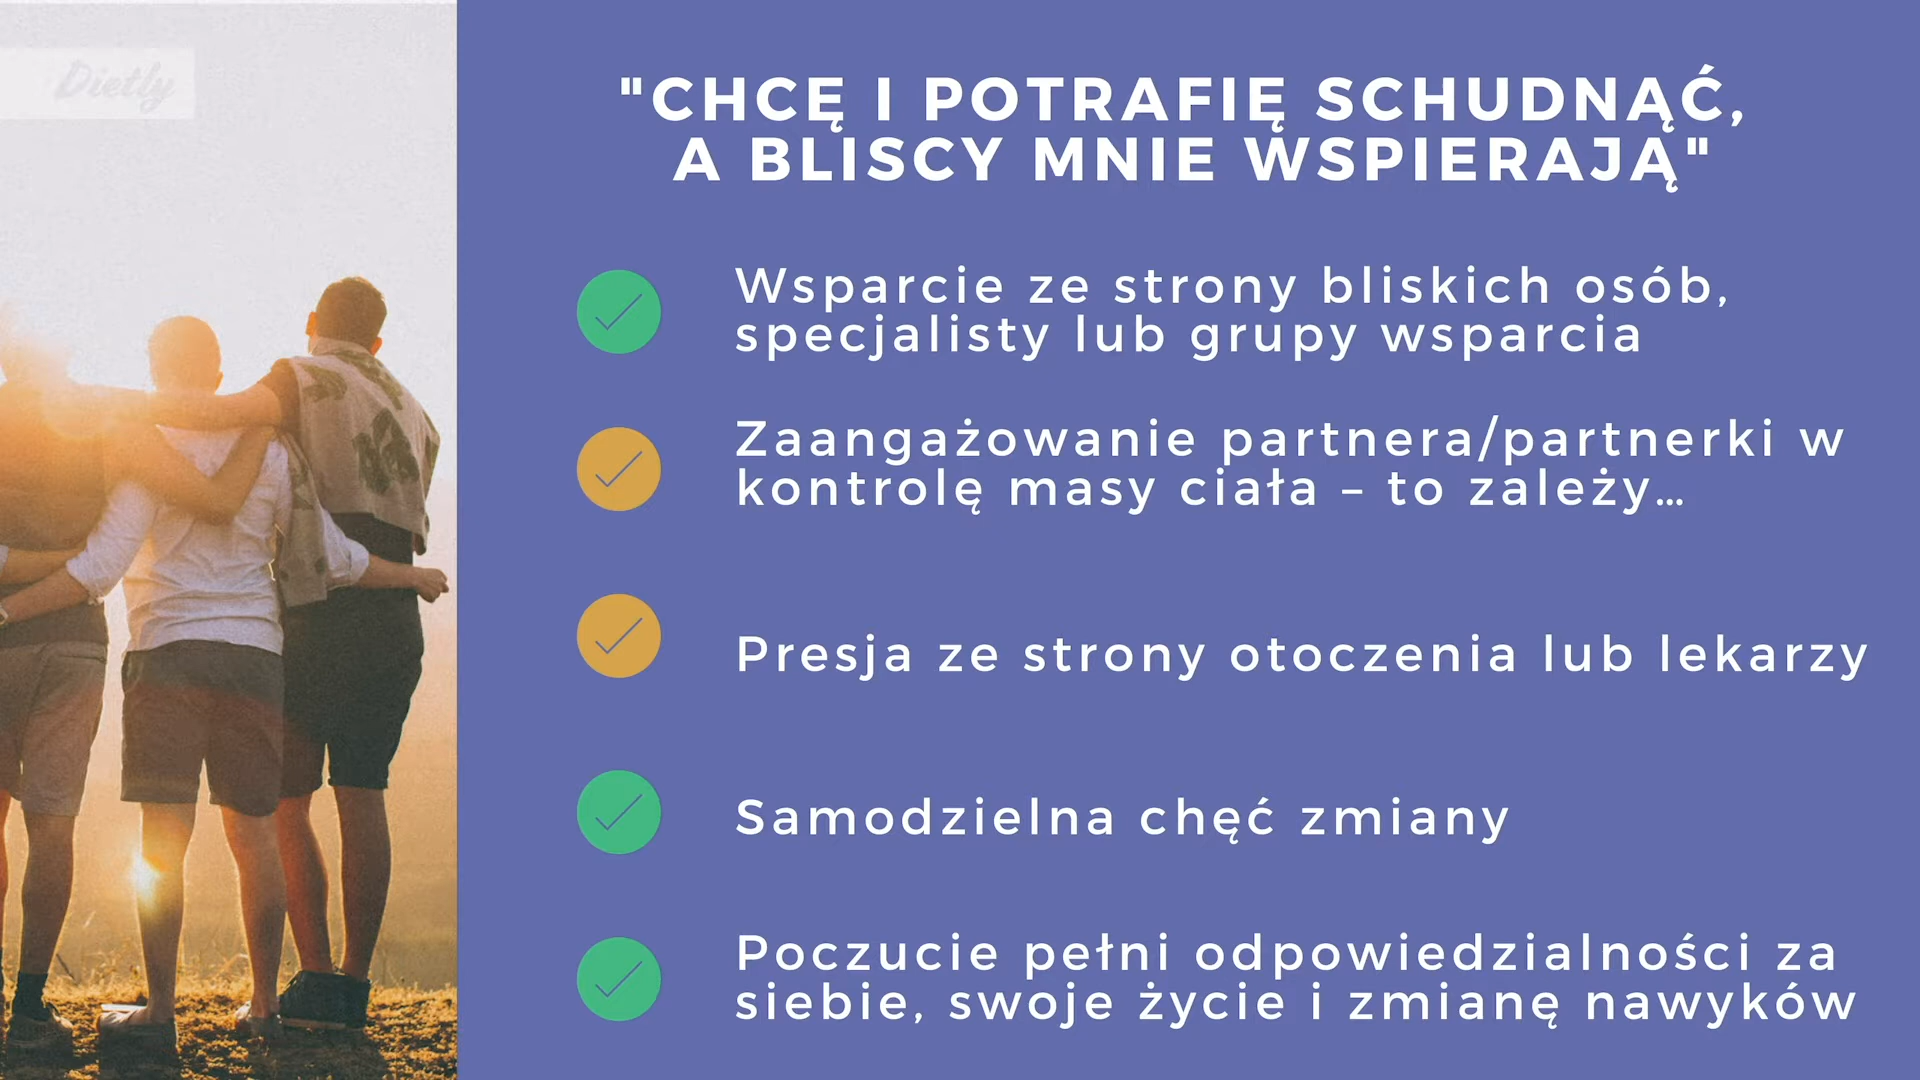 Dietly
"CHCĘ I POTRAFIĘ SCHUDNĄĆ,
A BLISCY MNIE WSPIERAJĄ"
Wsparcie ze strony bliskich osób,
specjalisty lub grupy wsparcia
Zaangażowanie partnera/partnerki w
kontrolę masy ciała – to zależy...
Presja ze strony otoczenia lub lekarzy
Samodzielna chęć zmiany
Poczucie pełni odpowiedzialności za
siebie, swoje życie i zmianę nawyków